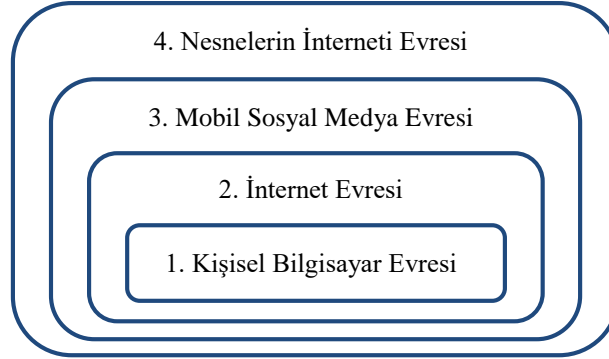 4. Nesnelerin İnterneti Evresi
3. Mobil Sosyal Medya Evresi
2. İnternet Evresi
1. Kişisel Bilgisayar Evresi